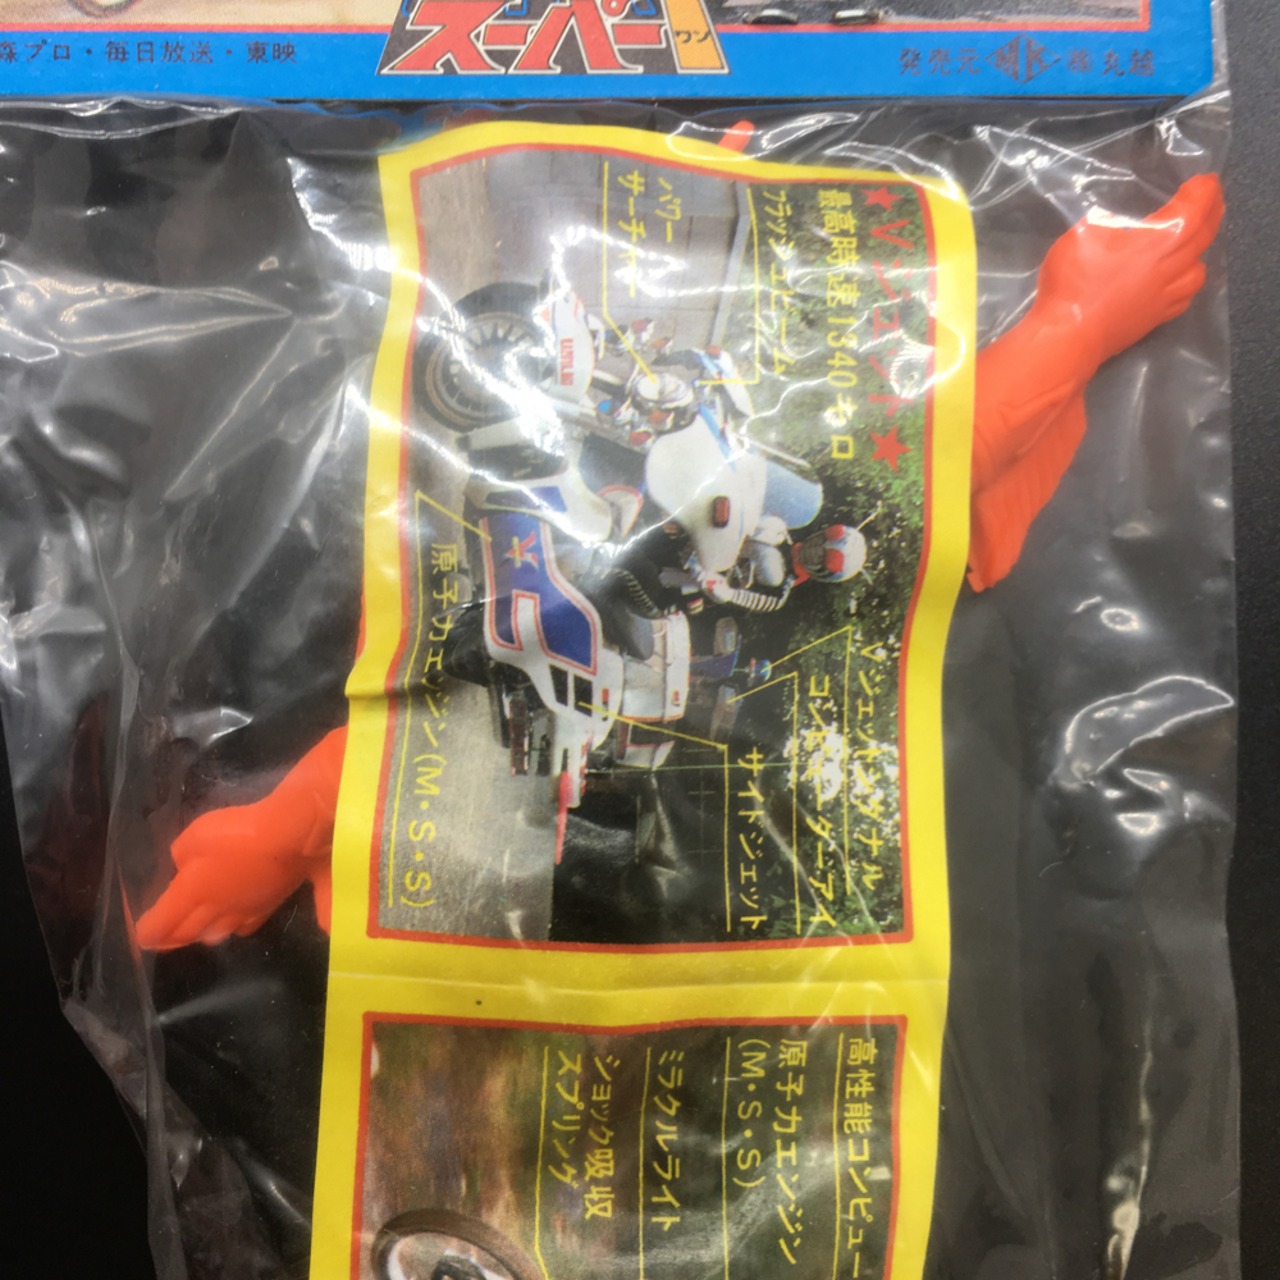 森プロ・毎日放送・東映
スーパー1
ワン
発売元 株丸越
★Vジェット★
最高時速1340キロ
フラッシュビーム
パワー
サーチャー
Vジェットシグナル
コンピューターアイ
サイドジェット
原子力エンジン(M・S・S)
高性能コンピュー
原子力エンジン
(M・S・S)
ミラクルライト
ショック吸収
スプリング